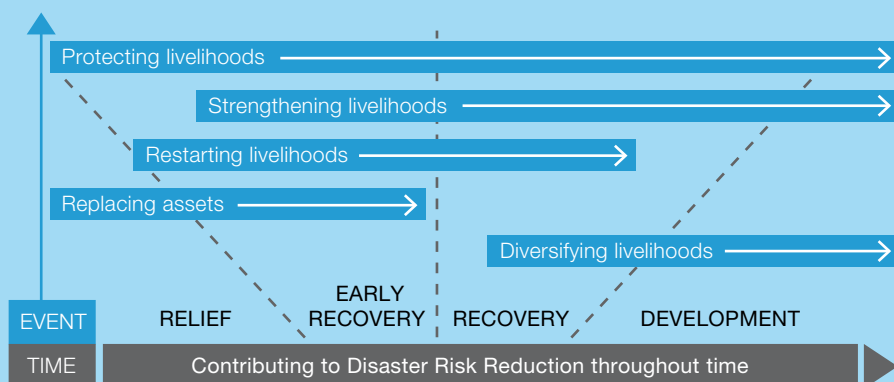 Protecting livelihoods
Strengthening livelihoods
Restarting livelihoods
Replacing assets
Diversifying livelihoods
EVENT
RELIEF
EARLY
RECOVERY
RECOVERY
DEVELOPMENT
TIME
Contributing to Disaster Risk Reduction throughout time